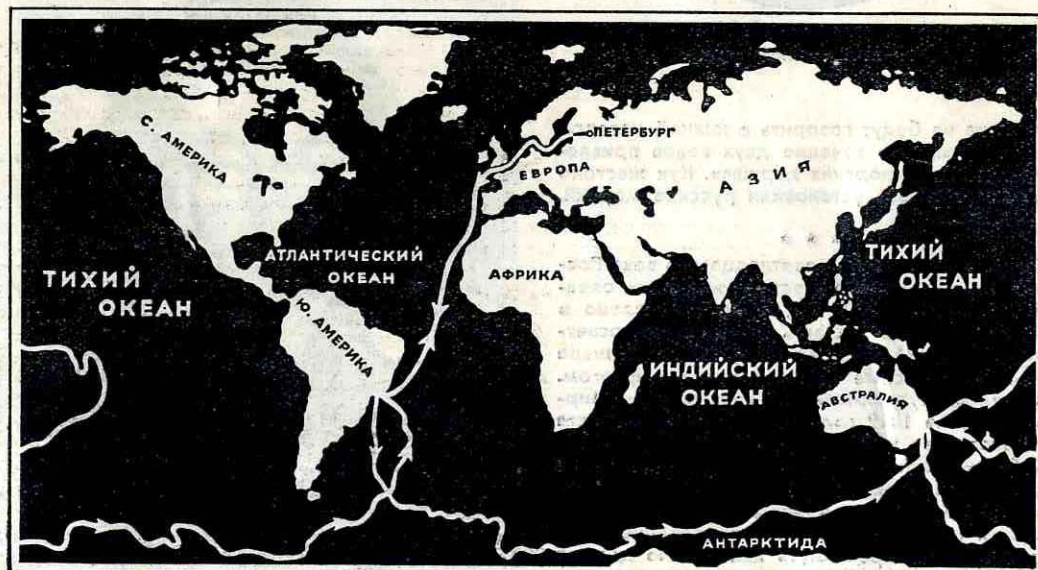 С. АМЕРИКА
ПЕТЕРБУРГ
ЕВРОПА
АЗИЯ
АТЛАНТИЧЕСКИЙ
ОКЕАН
АФРИКА
ТИХИЙ
ОКЕАН
ТИХИЙ
ОКЕАН
Ю. АМЕРИКА
ИНДИЙСКИЙ
ОКЕАН
АВСТРАЛИЯ
АНТАРКТИДА